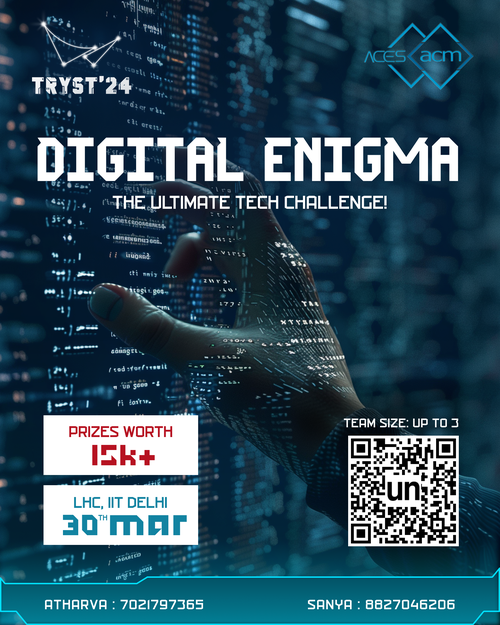 TRYST'24
ACES acm
DIGITAL ENIGMA
THE ULTIMATE TECH CHALLENGE!
PRIZES WORTH
15k+
LHC, IIT DELHI
30TH mar
TEAM SIZE: UP TO 3
un
ATHARVA : 7021797365
SANYA : 8827046206